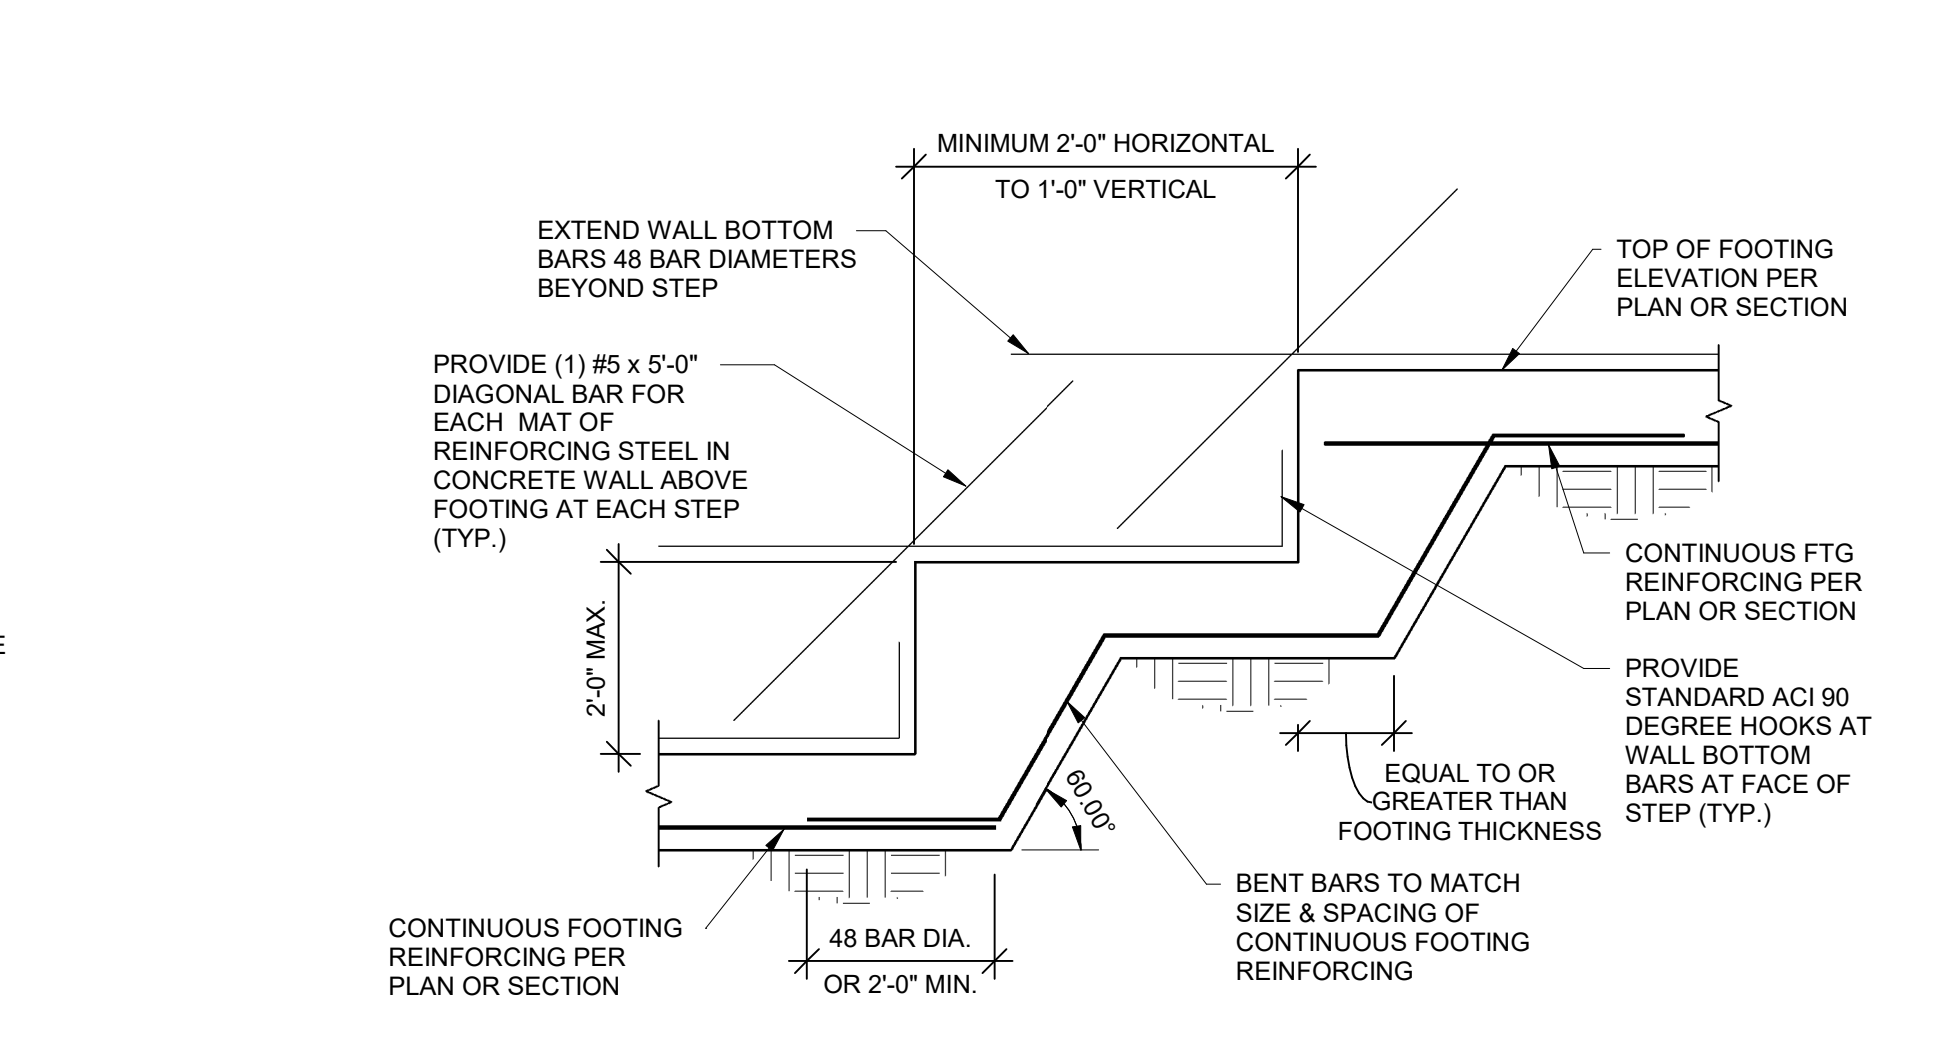 MINIMUM 2'-0" HORIZONTAL
TO 1'-0" VERTICAL
EXTEND WALL BOTTOM
BARS 48 BAR DIAMETERS
BEYOND STEP
TOP OF FOOTING
ELEVATION PER
PLAN OR SECTION
PROVIDE (1) #5 x 5'-0"
DIAGONAL BAR FOR
EACH MAT OF
REINFORCING STEEL IN
CONCRETE WALL ABOVE
FOOTING AT EACH STEP
(TYP.)
CONTINUOUS FTG
REINFORCING PER
PLAN OR SECTION
2'-0" MAX.
E
PROVIDE
STANDARD ACI 90
DEGREE HOOKS AT
WALL BOTTOM
BARS AT FACE OF
STEP (TYP.)
60.00°
EQUAL TO OR
GREATER THAN
FOOTING THICKNESS
BENT BARS TO MATCH
SIZE & SPACING OF
CONTINUOUS FOOTING
REINFORCING
CONTINUOUS FOOTING
REINFORCING PER
PLAN OR SECTION
48 BAR DIA.
OR 2'-0" MIN.